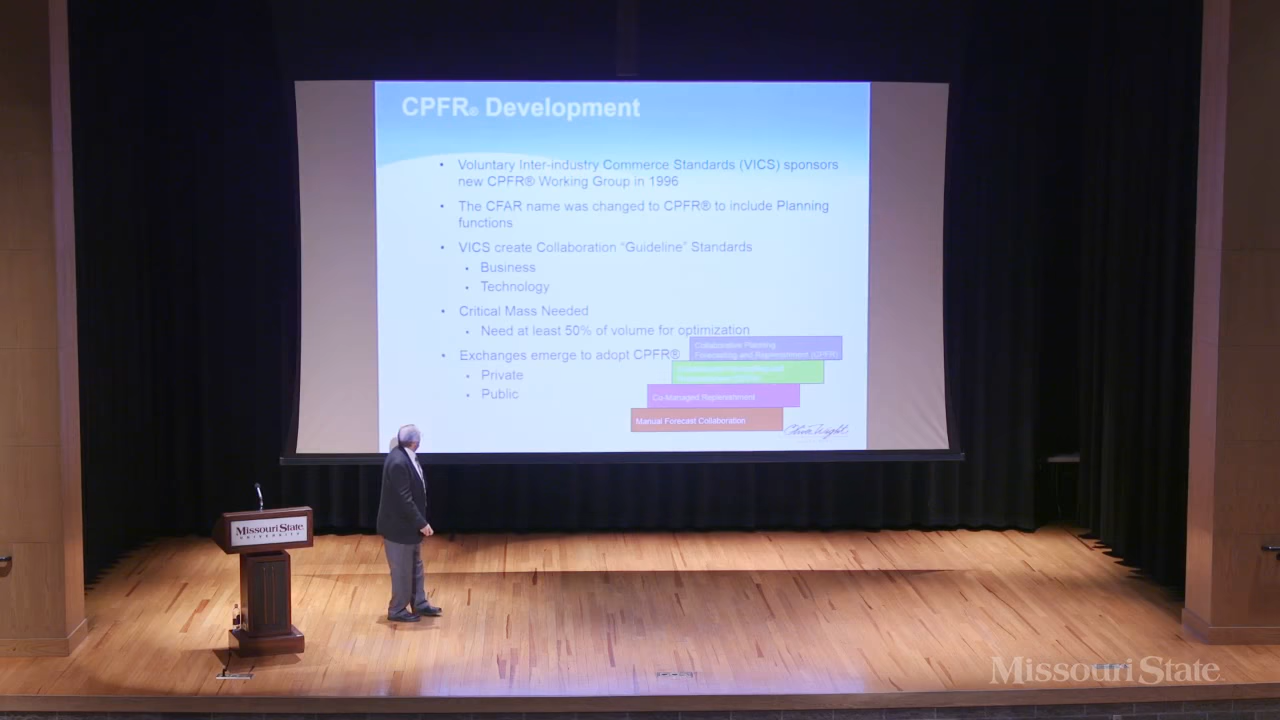 CPFR® Development
• Voluntary Inter-industry Commerce Standards (VICS) sponsors
new CPFR® Working Group in 1996
• The CFAR name was changed to CPFR® to include Planning
functions
• VICS create Collaboration “Guideline” Standards
• Business
• Technology
• Critical Mass Needed
• Need at least 50% of volume for optimization
• Exchanges emerge to adopt CPFR®
• Private
• Public
Collaborative Planning
Forecasting and Replenishment (CPFR)
Co-Managed Replenishment
Manual Forecast Collaboration
Oliver Wight
Missouri State
UNIVERSITY
Missouri State